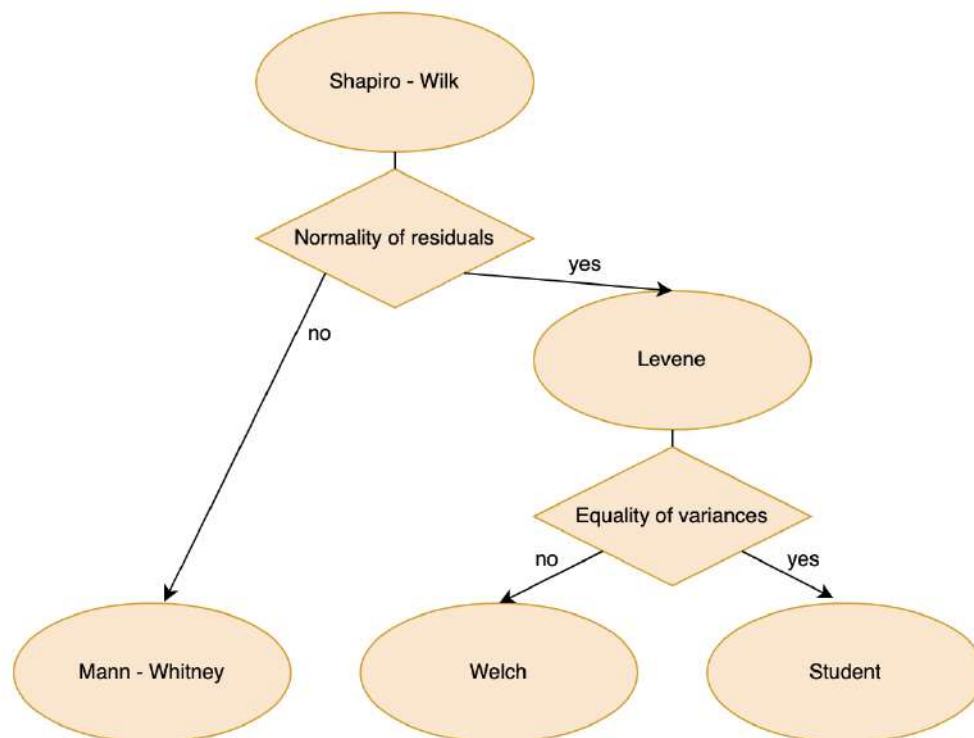 Shapiro - Wilk
Normality of residuals
yes
no
Levene
Equality of variances
no
yes
Mann - Whitney
Welch
Student